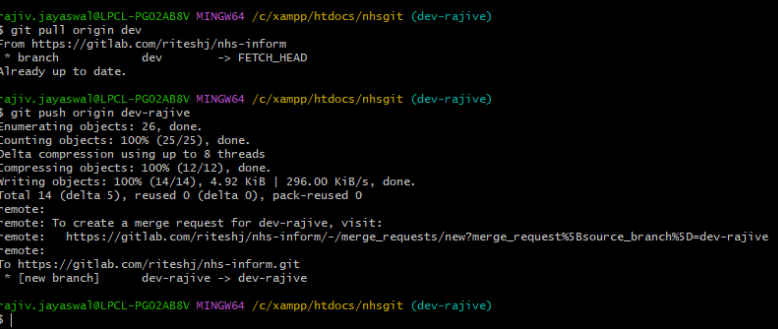 rajiv.jayaswal@LPCL-PG02AB8V MINGW64 /c/xampp/htdocs/nhsgit (dev-rajive)
$ git pull origin dev
From https://gitlab.com/riteshj/nhs-inform
 * branch            dev        -> FETCH_HEAD
Already up to date.

rajiv.jayaswal@LPCL-PG02AB8V MINGW64 /c/xampp/htdocs/nhsgit (dev-rajive)
$ git push origin dev-rajive
Enumerating objects: 26, done.
Counting objects: 100% (25/25), done.
Delta compression using up to 8 threads
Compressing objects: 100% (12/12), done.
Writing objects: 100% (14/14), 4.92 KiB | 296.00 KiB/s, done.
Total 14 (delta 5), reused 0 (delta 0), pack-reused 0
remote:
remote: To create a merge request for dev-rajive, visit:
remote:   https://gitlab.com/riteshj/nhs-inform/-/merge_requests/new?merge_request%5Bsource_branch%5D=dev-rajive
remote:
To https://gitlab.com/riteshj/nhs-inform.git
 * [new branch]      dev-rajive -> dev-rajive

rajiv.jayaswal@LPCL-PG02AB8V MINGW64 /c/xampp/htdocs/nhsgit (dev-rajive)
$